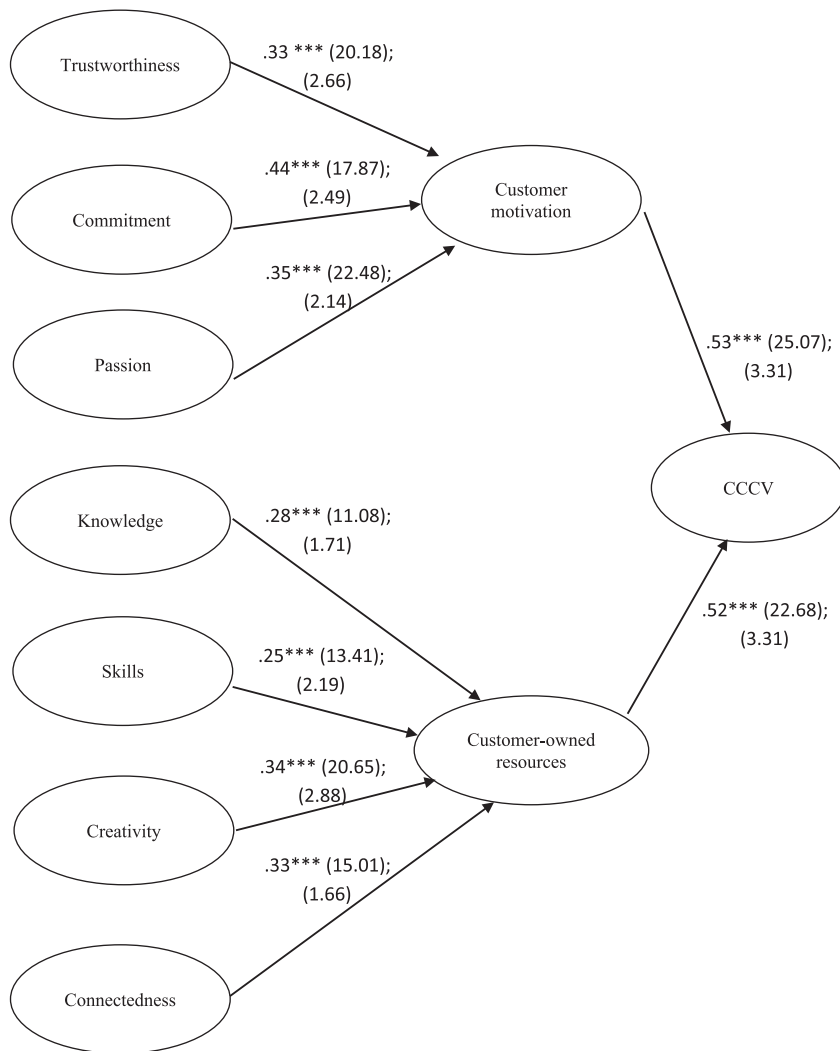 Trustworthiness
.33 *** (20.18);
(2.66)
Commitment
.44*** (17.87);
(2.49)
Customer
motivation
Passion
.35*** (22.48);
(2.14)
.53*** (25.07);
(3.31)
CCCV
Knowledge
.28*** (11.08);
(1.71)
.52*** (22.68);
(3.31)
Skills
.25*** (13.41);
(2.19)
Customer-owned
resources
Creativity
.34*** (20.65);
(2.88)
.33*** (15.01);
(1.66)
Connectedness